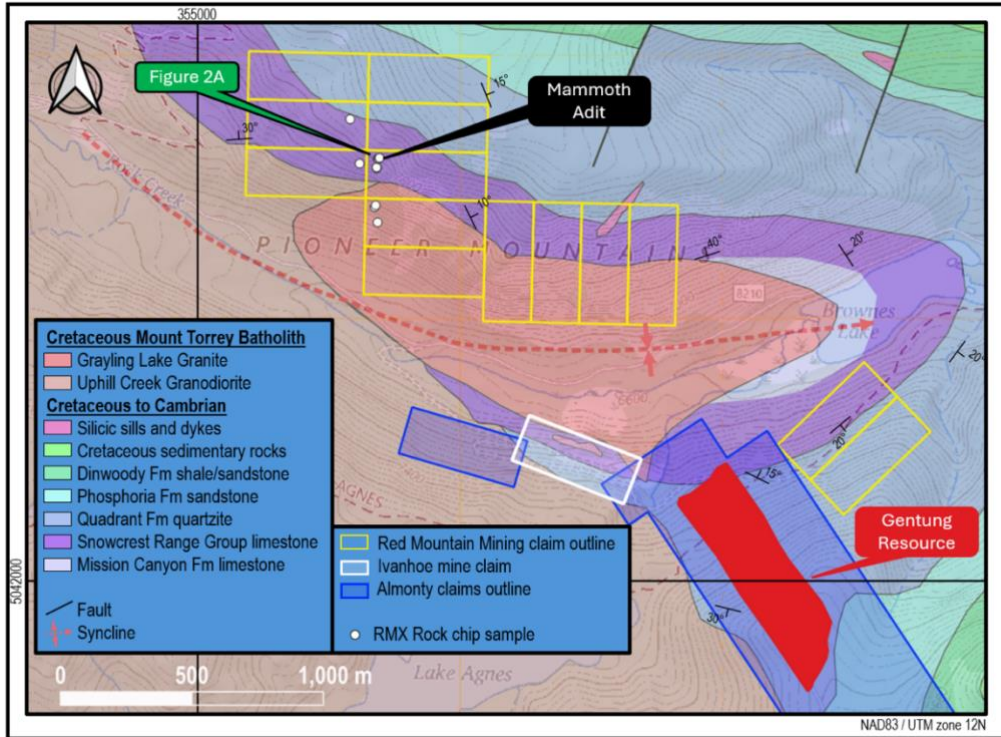 355000
Figure 2A
Mammoth
Adit
15°
30°
10°
PIONEER MOUNTAINS
40°
20°
8210
Brownes
Lake
20°
Cretaceous Mount Torrey Batholith
Grayling Lake Granite
Uphill Creek Granodiorite
Cretaceous to Cambrian
Silicic sills and dykes
Cretaceous sedimentary rocks
Dinwoody Fm shale/sandstone
Phosphoria Fm sandstone
Quadrant Fm quartzite
Snowcrest Range Group limestone
Mission Canyon Fm limestone
Fault
Syncline
0 500 1,000 m
20°
15°
AGNES
Red Mountain Mining claim outline
Ivanhoe mine claim
Almonty claims outline
RMX Rock chip sample
Gentung
Resource
5042000
30°
Lake Agnes
NAD83 / UTM zone 12N